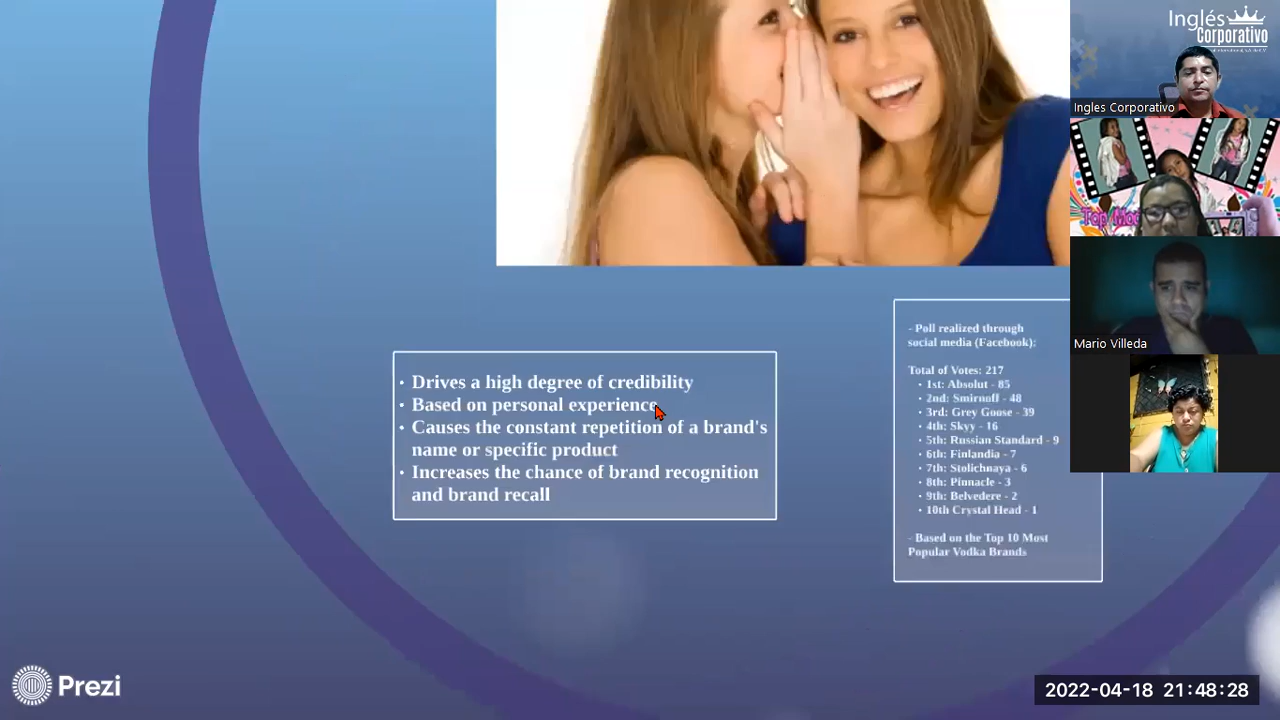 • Drives a high degree of credibility
• Based on personal experience
• Causes the constant repetition of a brand's
name or specific product
• Increases the chance of brand recognition
and brand recall
- Poll realized through
social media (Facebook):
Total of Votes: 217
• 1st: Absolut - 85
• 2nd: Smirnoff - 48
• 3rd: Grey Goose - 39
• 4th: Skyy - 16
• 5th: Russian Standard - 9
• 6th: Finlandia - 7
• 7th: Stolichnaya - 6
• 8th: Pinnacle - 3
• 9th: Belvedere - 2
• 10th Crystal Head - 1
- Based on the Top 10 Most
Popular Vodka Brands
Inglés
Corporativo
Ingles Corporativo
Top
Mario Villeda
Prezi
2022-04-18 21:48:28